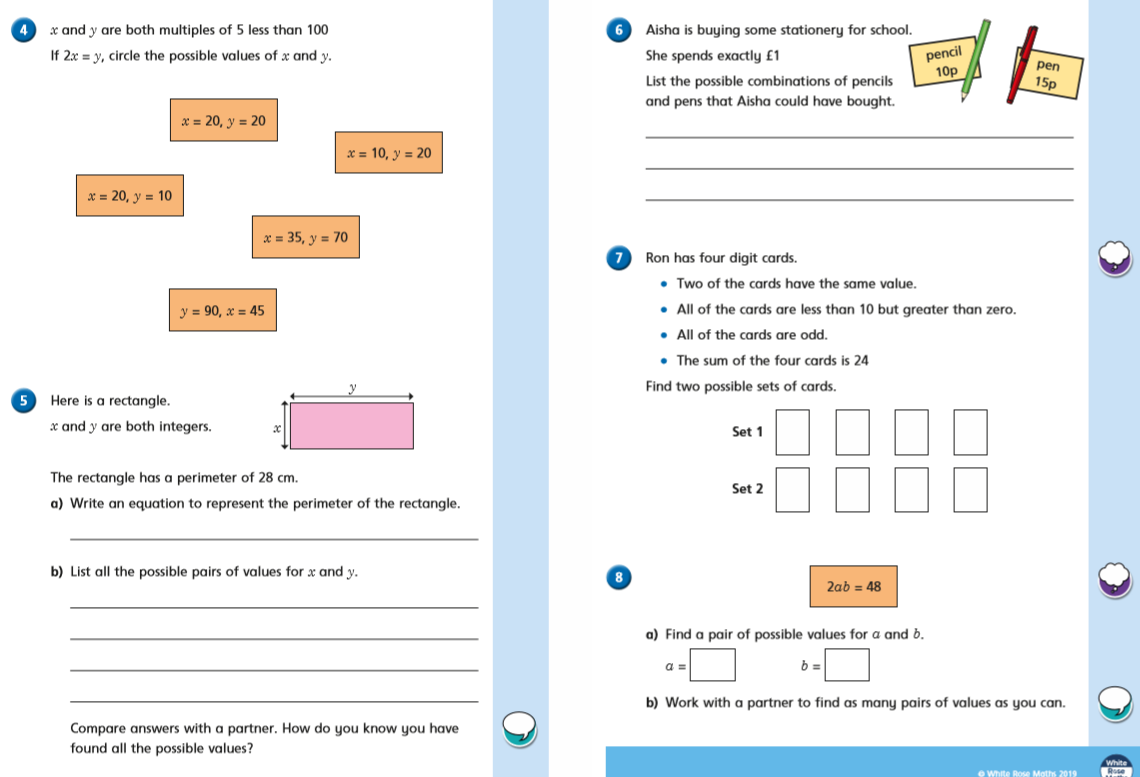 4
x and y are both multiples of 5 less than 100
If 2x = y, circle the possible values of x and y.
x = 20, y = 20
x = 10, y = 20
x = 20, y = 10
x = 35, y = 70
y = 90, x = 45
5
Here is a rectangle.
x and y are both integers.
y
x
The rectangle has a perimeter of 28 cm.
a) Write an equation to represent the perimeter of the rectangle.
b) List all the possible pairs of values for x and y.
Compare answers with a partner. How do you know you have
found all the possible values?
6
Aisha is buying some stationery for school.
She spends exactly £1
List the possible combinations of pencils
and pens that Aisha could have bought.
pencil
10p
pen
15p
7
Ron has four digit cards.
• Two of the cards have the same value.
• All of the cards are less than 10 but greater than zero.
• All of the cards are odd.
• The sum of the four cards is 24
Find two possible sets of cards.
Set 1
Set 2
8
2ab = 48
a) Find a pair of possible values for a and b.
a =
b =
b) Work with a partner to find as many pairs of values as you can.
© White Rose Maths 2019
White
Rose